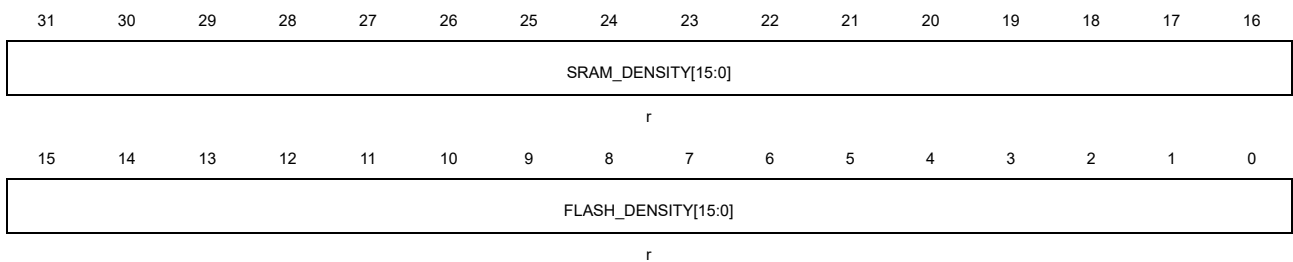 31 30 29 28 27 26 25 24 23 22 21 20 19 18 17 16
SRAM_DENSITY[15:0]
r
15 14 13 12 11 10 9 8 7 6 5 4 3 2 1 0
FLASH_DENSITY[15:0]
r